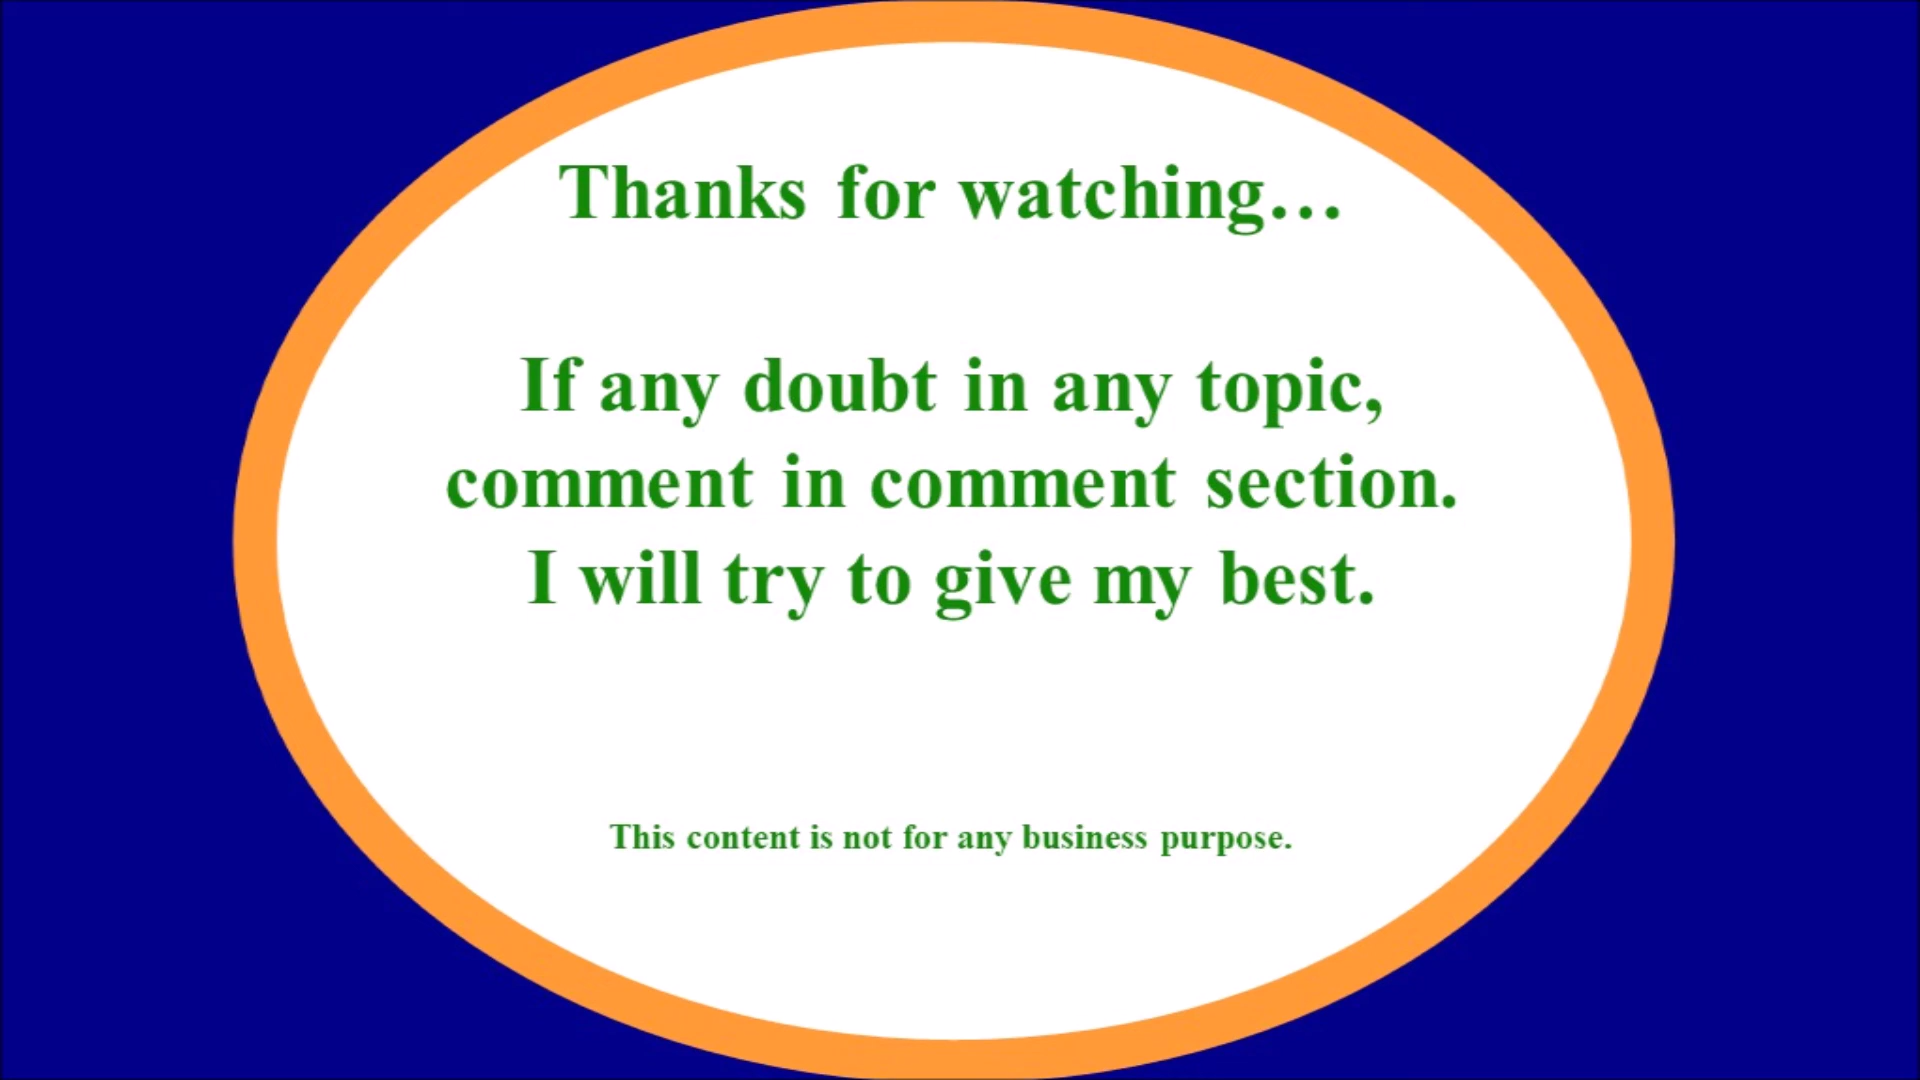 Thanks for watching…
If any doubt in any topic,
comment in comment section.
I will try to give my best.
This content is not for any business purpose.